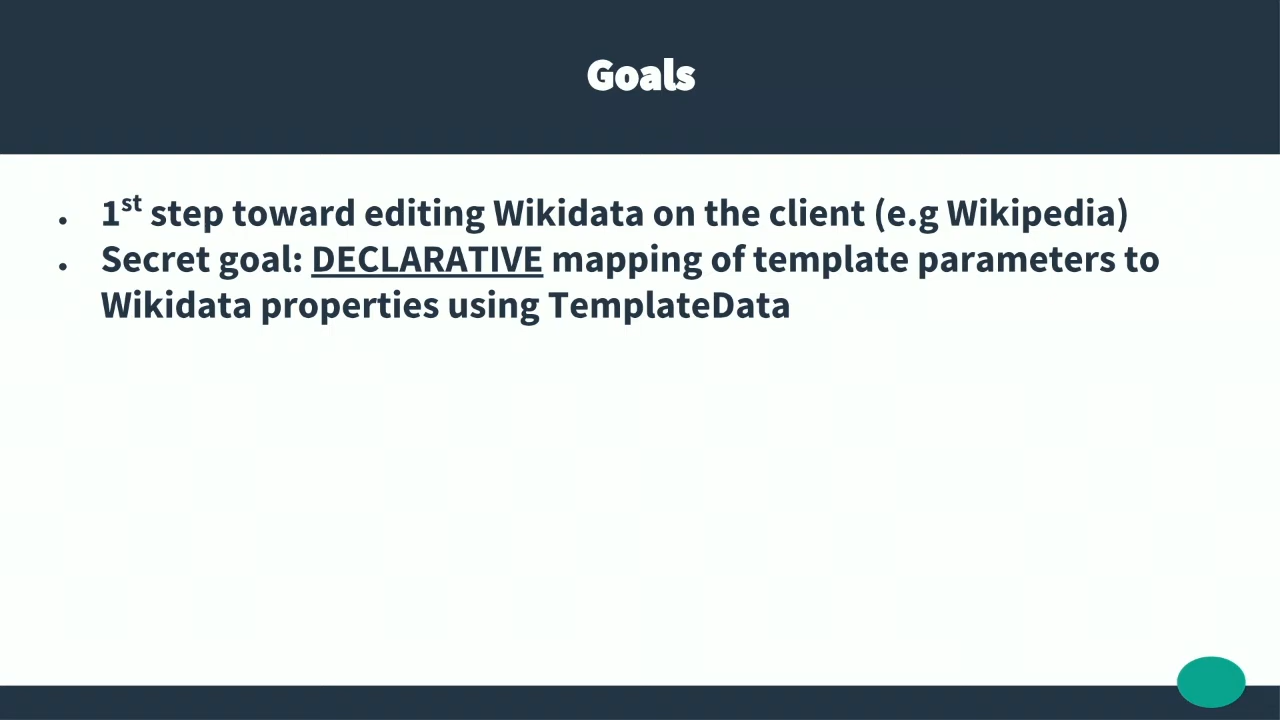 Goals
• 1st step toward editing Wikidata on the client (e.g Wikipedia)
• Secret goal: DECLARATIVE mapping of template parameters to
Wikidata properties using TemplateData